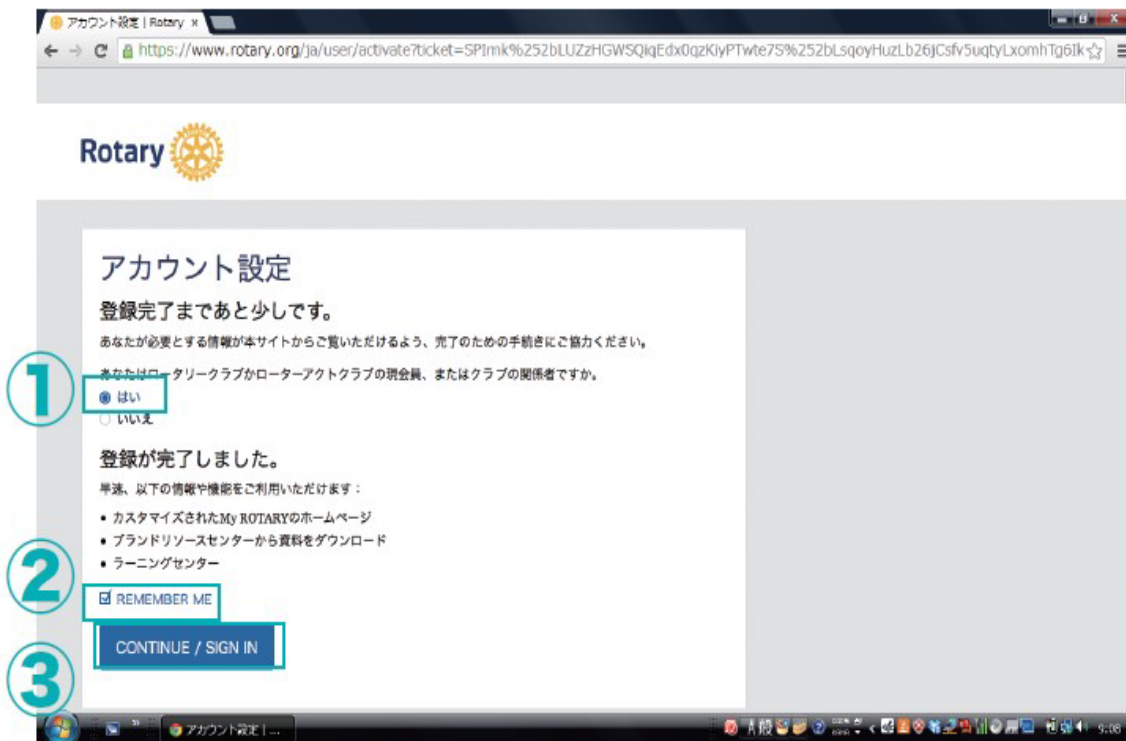 アカウント設定 | Rotary ×
https://www.rotary.org/ja/user/activate?ticket=SPImk%252bLUZzHGWSQiqEdx0qzKiyPTwte7S%252bLsqoyHuzLb26jCsfv5uqtyLxomhTg6Ik
Rotary
アカウント設定
登録完了まであと少しです。
あなたが必要とする情報が本サイトからご覧いただけるよう、完了のための手続きにご協力ください。
あなたはロータリークラブかローターアクトクラブの現会員、またはクラブの関係者ですか。
①
はい
いいえ
登録が完了しました。
早速、以下の情報や機能をご利用いただけます：
• カスタマイズされたMy ROTARYのホームページ
• ブランドリソースセンターから資料をダウンロード
• ラーニングセンター
②
REMEMBER ME
CONTINUE / SIGN IN
③
アカウント設定 | ...
A 般
9:08